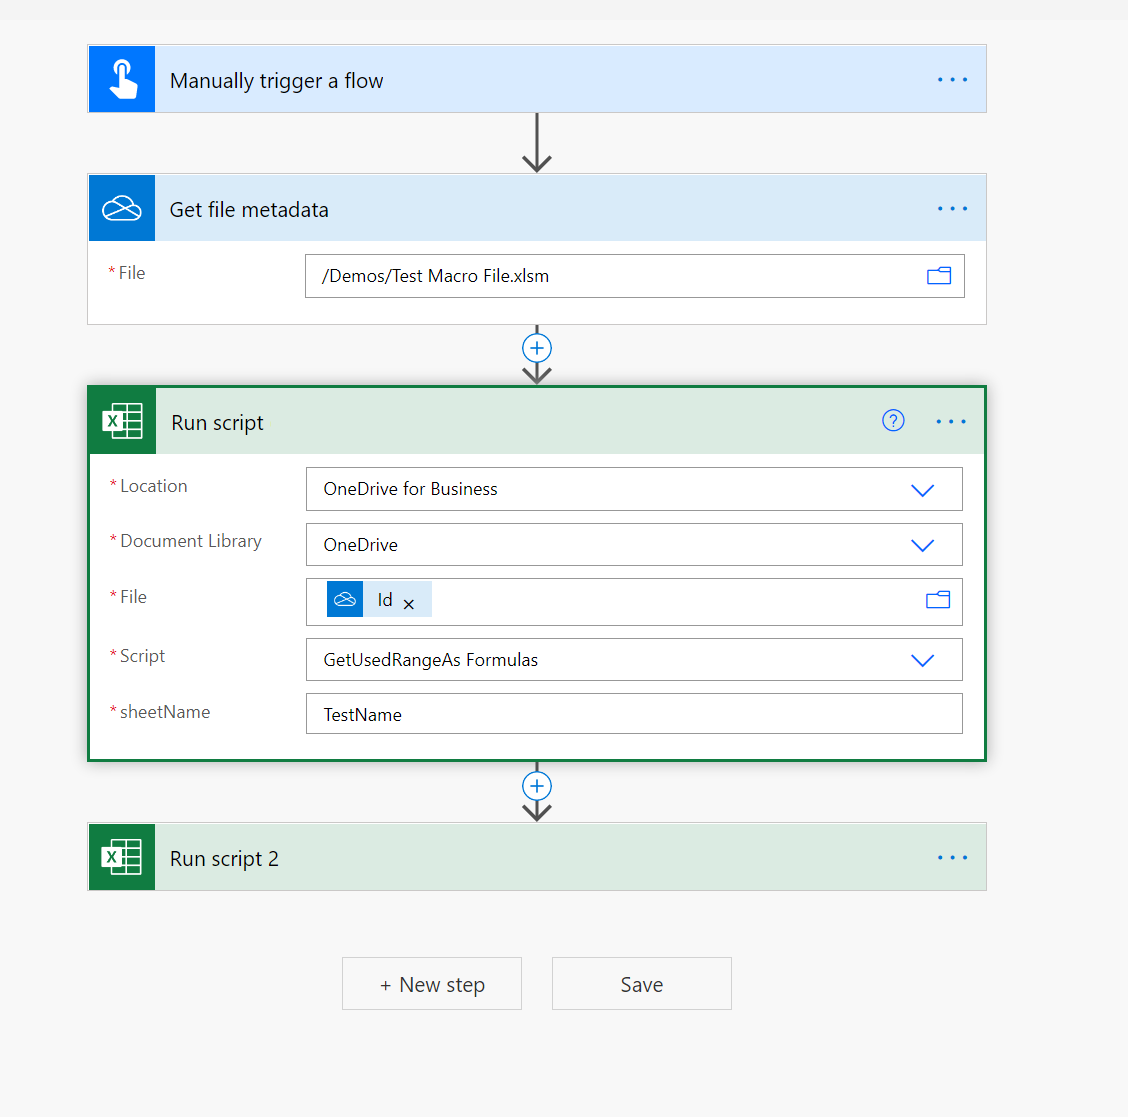 Manually trigger a flow
Get file metadata
* File /Demos/Test Macro File.xlsm
Run script
* Location OneDrive for Business
* Document Library OneDrive
* File Id ×
* Script GetUsedRangeAs Formulas
* sheetName TestName
Run script 2
+ New step Save